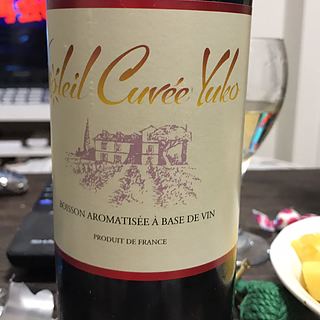 Soleil Cuvée Yuko
BOISSON AROMATISÉE À BASE DE VIN
PRODUIT DE FRANCE